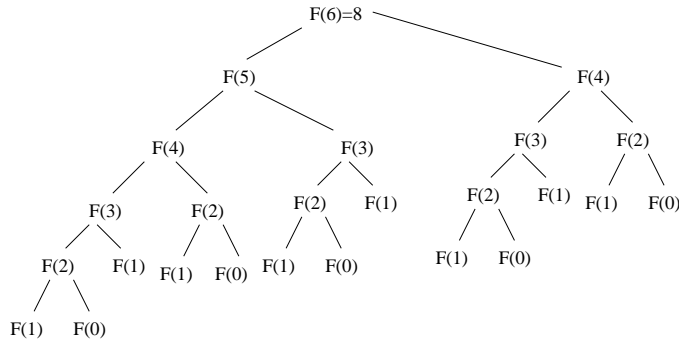 F(6)=8
F(5) F(4)
F(4) F(3) F(3) F(2)
F(3) F(2) F(2) F(1) F(2) F(1) F(1) F(0)
F(2) F(1) F(1) F(0) F(1) F(0) F(1) F(0)
F(1) F(0)